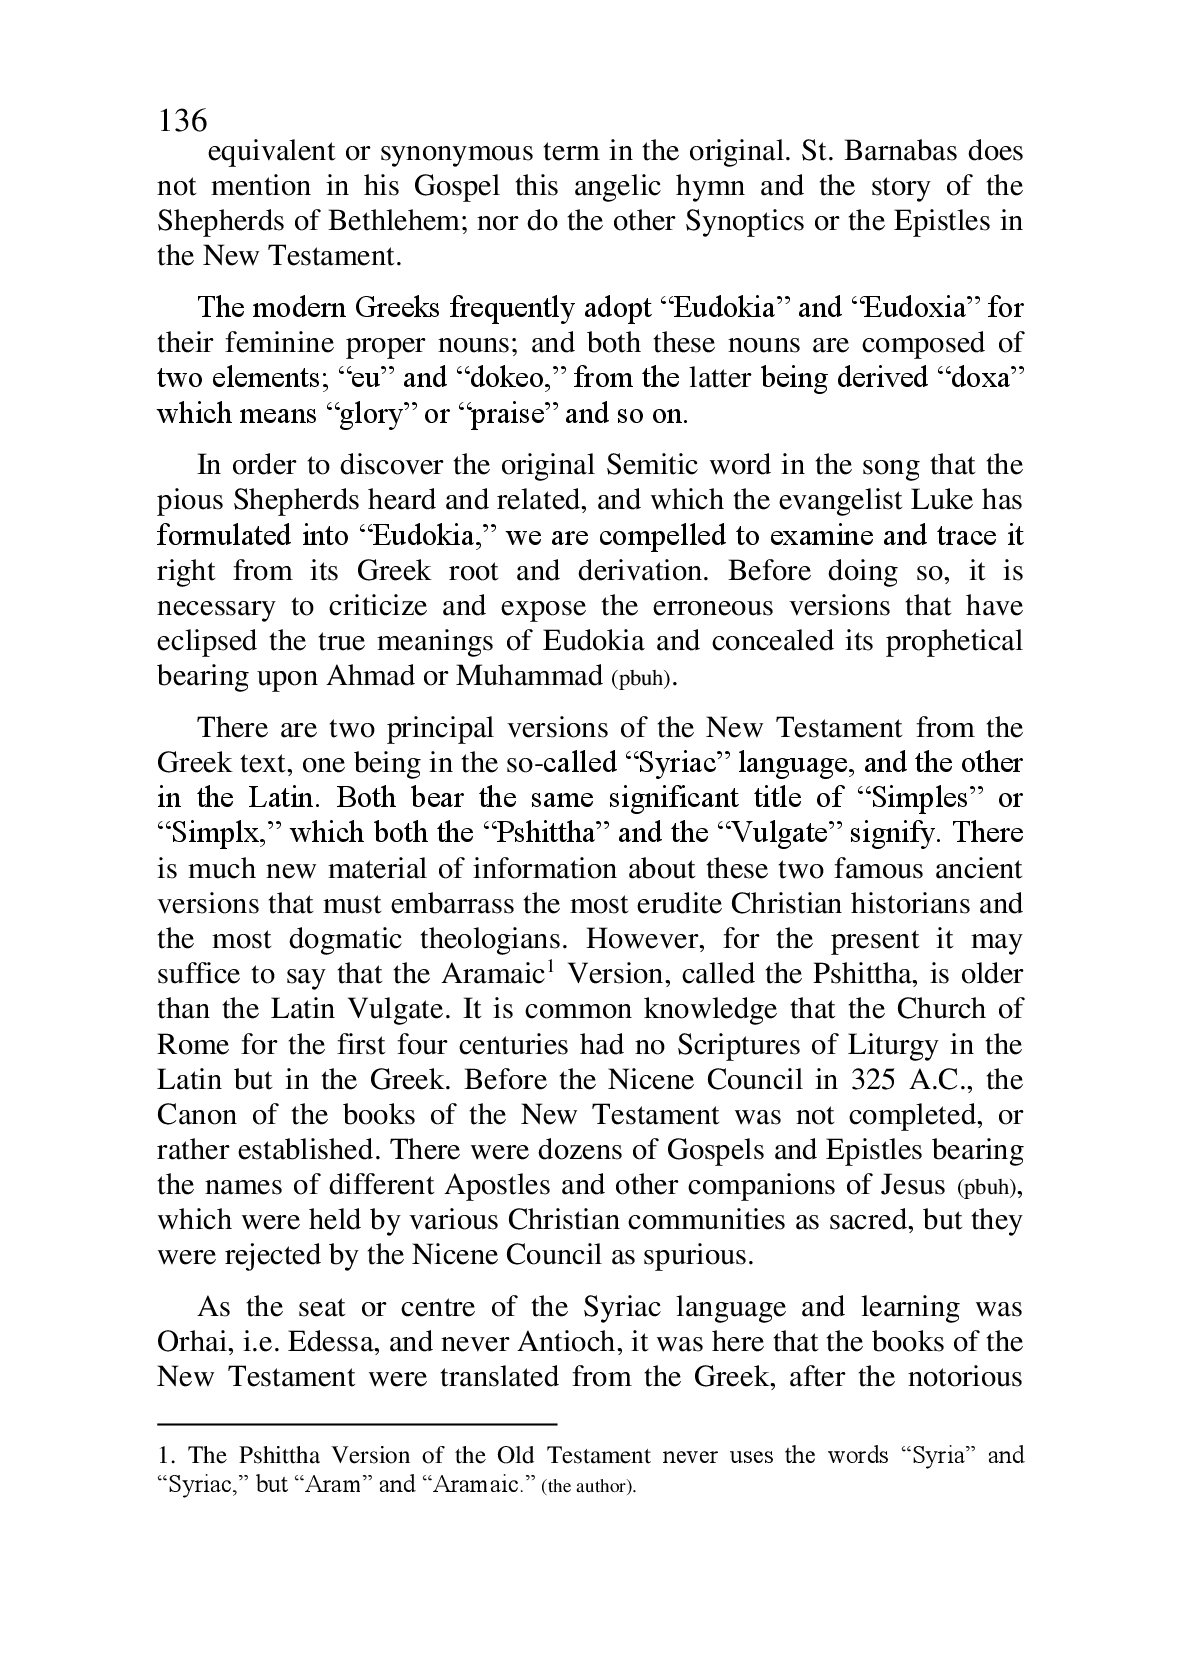 136
equivalent or synonymous term in the original. St. Barnabas does
not mention in his Gospel this angelic hymn and the story of the
Shepherds of Bethlehem; nor do the other Synoptics or the Epistles in
the New Testament.
The modern Greeks frequently adopt “Eudokia” and “Eudoxia” for
their feminine proper nouns; and both these nouns are composed of
two elements; “eu” and “dokeo,” from the latter being derived “doxa”
which means “glory” or “praise” and so on.
In order to discover the original Semitic word in the song that the
pious Shepherds heard and related, and which the evangelist Luke has
formulated into “Eudokia,” we are compelled to examine and trace it
right from its Greek root and derivation. Before doing so, it is
necessary to criticize and expose the erroneous versions that have
eclipsed the true meanings of Eudokia and concealed its prophetical
bearing upon Ahmad or Muhammad (pbuh).
There are two principal versions of the New Testament from the
Greek text, one being in the so-called “Syriac” language, and the other
in the Latin. Both bear the same significant title of “Simples” or
“Simplx,” which both the “Pshittha” and the “Vulgate” signify. There
is much new material of information about these two famous ancient
versions that must embarrass the most erudite Christian historians and
the most dogmatic theologians. However, for the present it may
suffice to say that the Aramaic1 Version, called the Pshittha, is older
than the Latin Vulgate. It is common knowledge that the Church of
Rome for the first four centuries had no Scriptures of Liturgy in the
Latin but in the Greek. Before the Nicene Council in 325 A.C., the
Canon of the books of the New Testament was not completed, or
rather established. There were dozens of Gospels and Epistles bearing
the names of different Apostles and other companions of Jesus (pbuh),
which were held by various Christian communities as sacred, but they
were rejected by the Nicene Council as spurious.
As the seat or centre of the Syriac language and learning was
Orhai, i.e. Edessa, and never Antioch, it was here that the books of the
New Testament were translated from the Greek, after the notorious
1. The Pshittha Version of the Old Testament never uses the words “Syria” and
“Syriac,” but “Aram” and “Aramaic.” (the author).